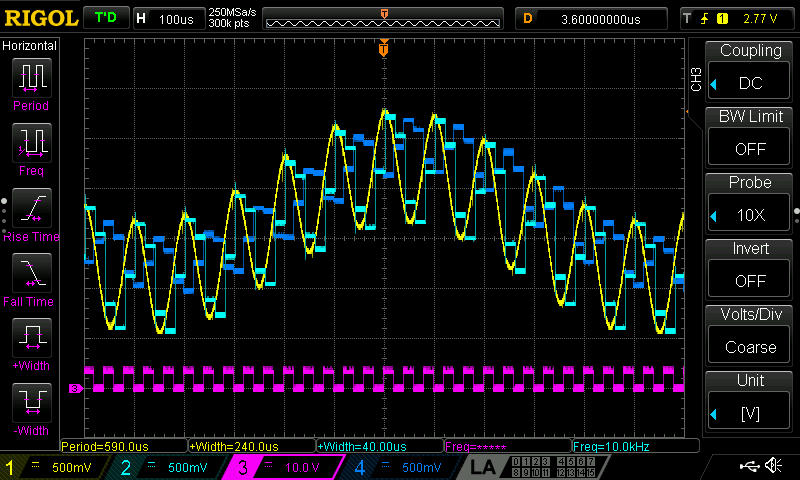 RIGOL T'D H 100us 250MSa/s 300k pts T D 3.60000000us T 1 2.77 V
Horizontal
Period
Freq
Rise Time
Fall Time
+Width
-Width
T
3
CH3
Coupling
DC
BW Limit
OFF
Probe
10X
Invert
OFF
Volts/Div
Coarse
Unit
[V]
Period=590.0us +Width=240.0us +Width=40.00us Freq=***** Freq=10.0kHz
1 500mV 2 500mV 3 10.0 V 4 500mV LA 0 1 2 3 4 5 6 7
8 9 10 11 12 13 14 15